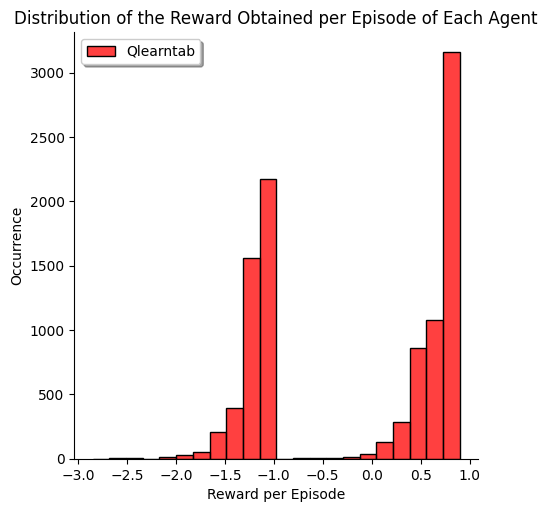 Distribution of the Reward Obtained per Episode of Each Agent
Qlearntab
3000
2500
2000
1500
1000
500
0
Occurrence
−3.0 −2.5 −2.0 −1.5 −1.0 −0.5 0.0 0.5 1.0
Reward per Episode